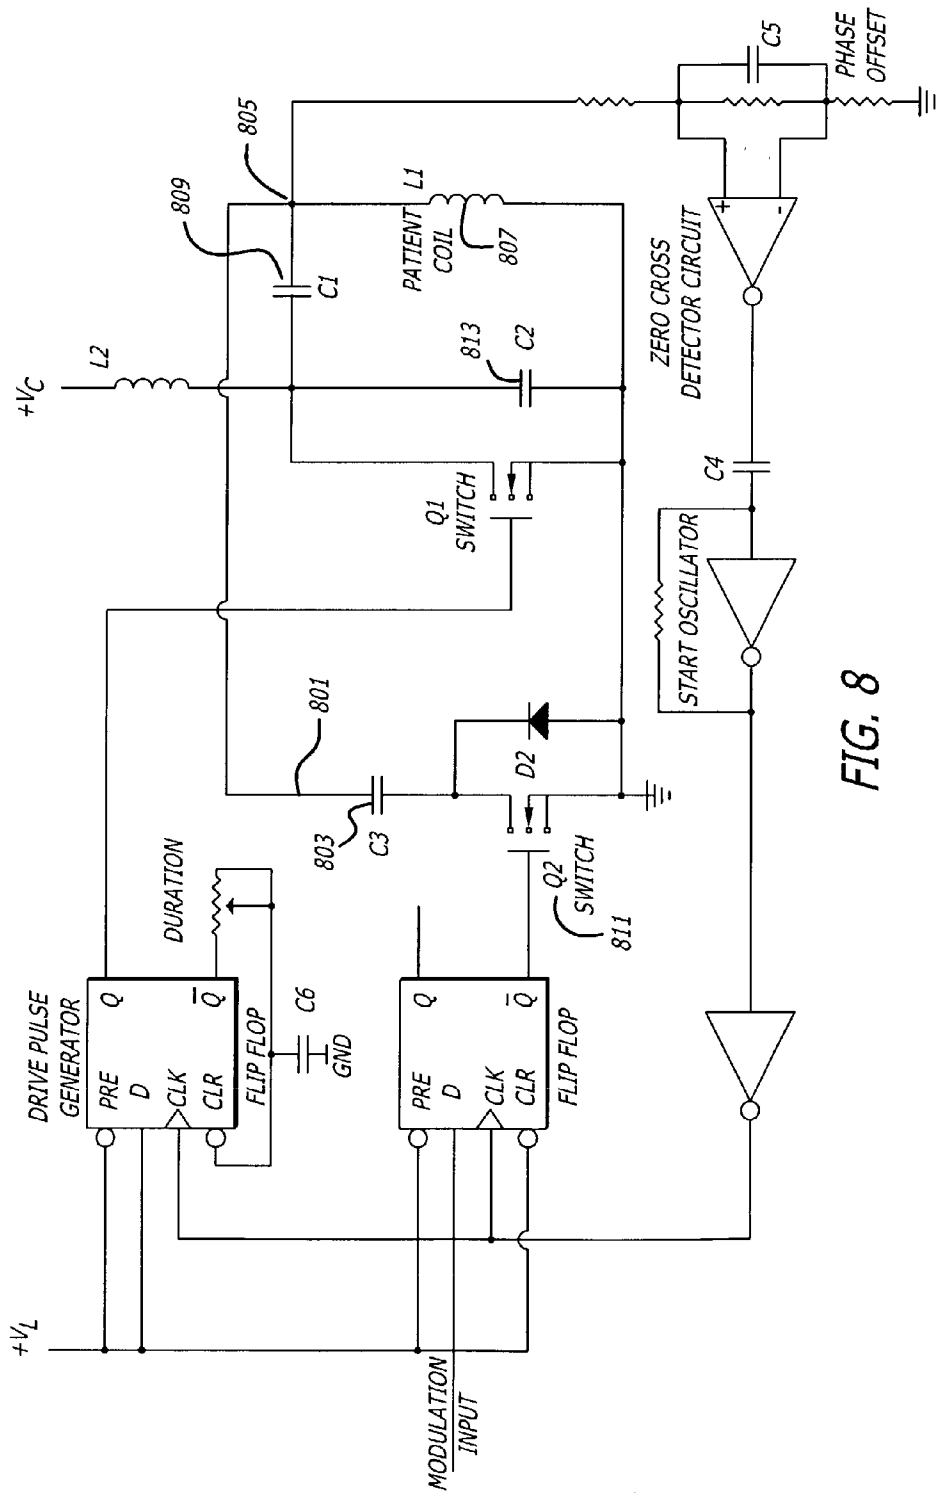 +VL
DRIVE PULSE
GENERATOR
PRE
D
CLK
CLR
Q
Q
FLIP FLOP
DURATION
C6
GND
MODULATION
INPUT
PRE
D
CLK
CLR
Q
Q
FLIP FLOP
801
803
C3
Q2
SWITCH
811
D2
Q1
SWITCH
+VC
L2
809
805
C1
813
C2
PATIENT
COIL
L1
807
ZERO CROSS
DETECTOR CIRCUIT
+
-
C5
PHASE
OFFSET
C4
START OSCILLATOR
FIG. 8